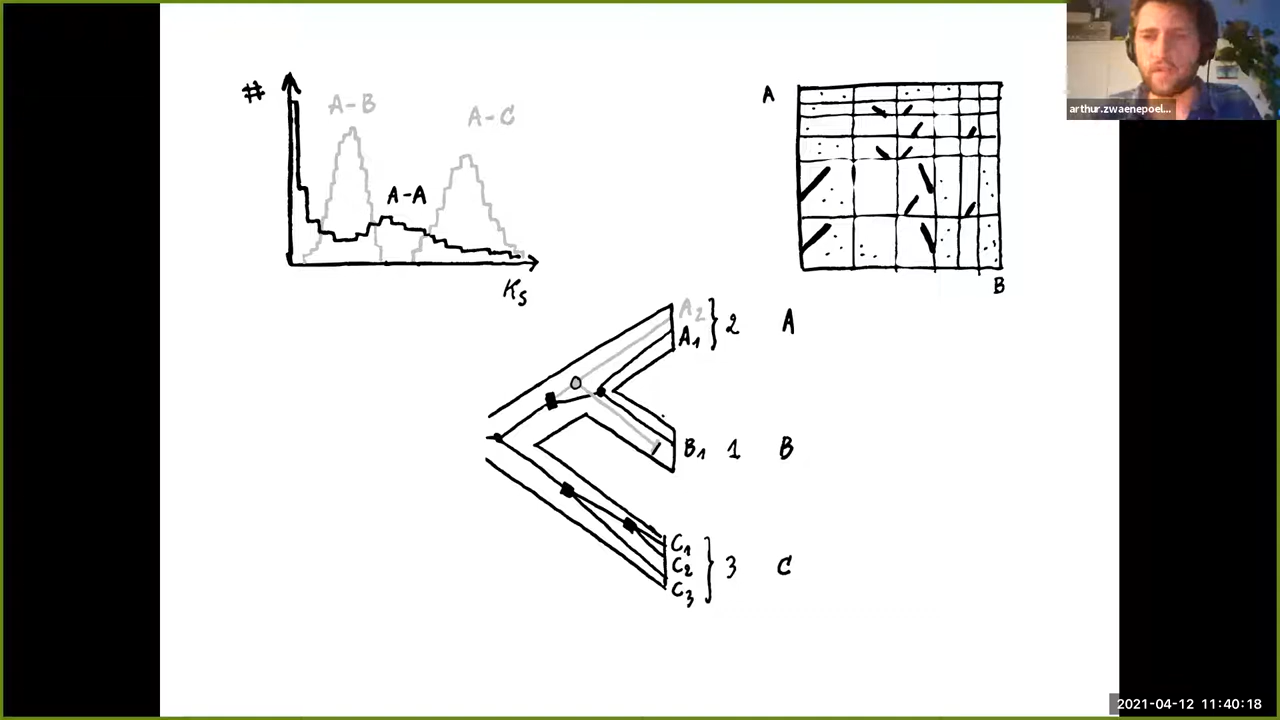 #
A-B
A-C
A-A
Ks
A
B
arthur.zwaenepoel...
A2
A1
} 2 A
B1 1 B
C1
C2
C3
} 3 C
2021-04-12 11:40:18